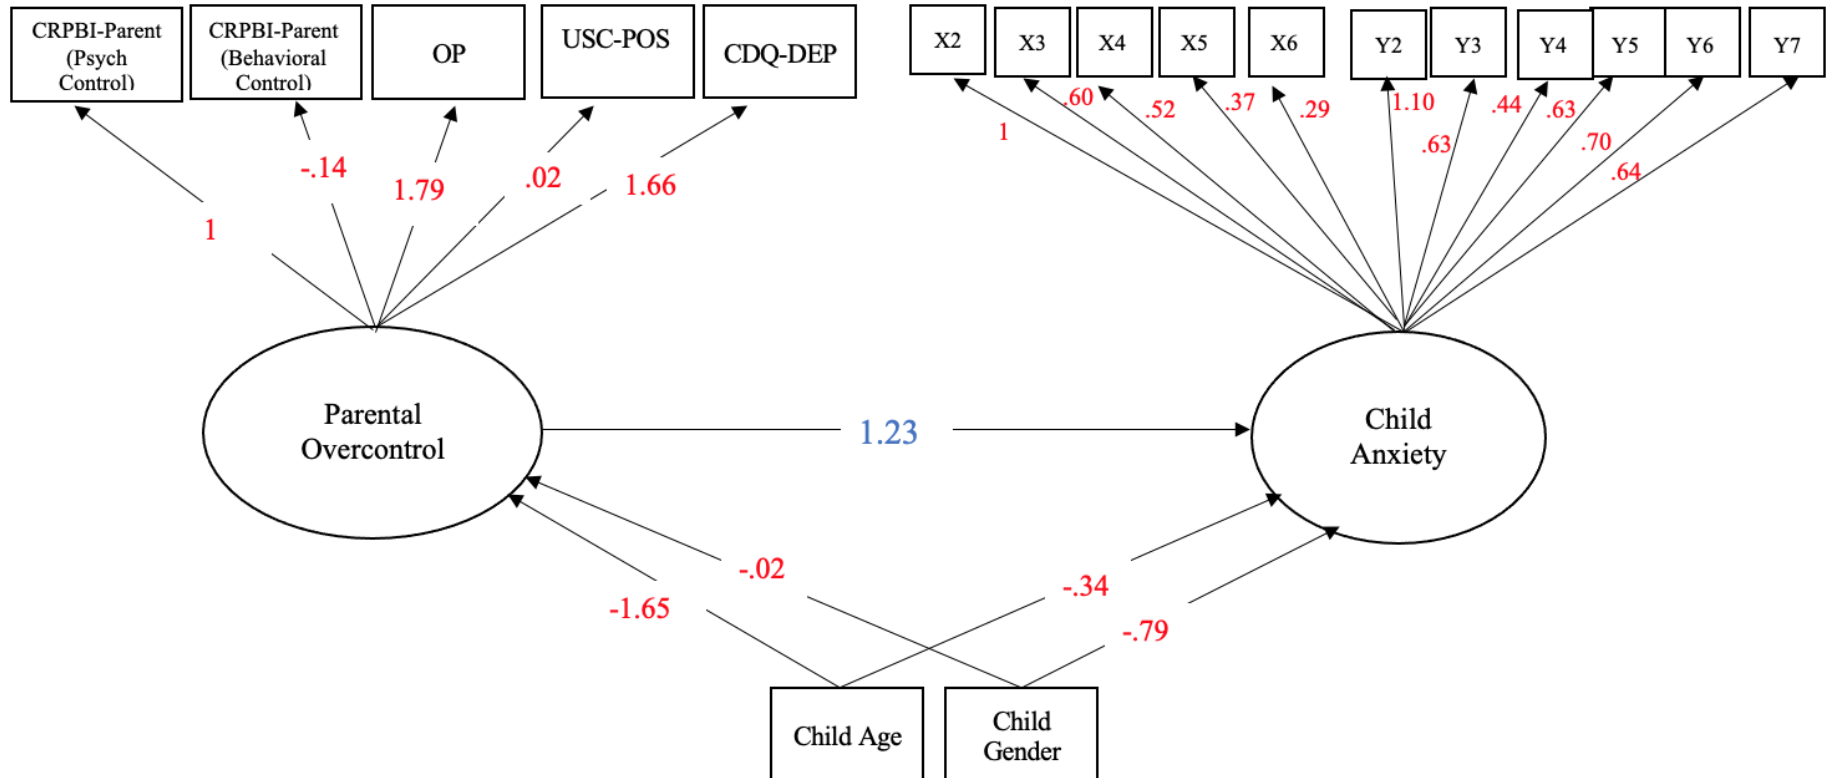 CRPBI-Parent
(Psych
Control)
CRPBI-Parent
(Behavioral
Control)
OP
USC-POS
CDQ-DEP
X2
X3
X4
X5
X6
Y2
Y3
Y4
Y5
Y6
Y7
1
-.14
1.79
.02
1.66
1
.60
.52
.37
.29
1.10
.63
.44
.63
.70
.64
Parental
Overcontrol
1.23
Child
Anxiety
-.02
-1.65
-.34
-.79
Child Age
Child
Gender